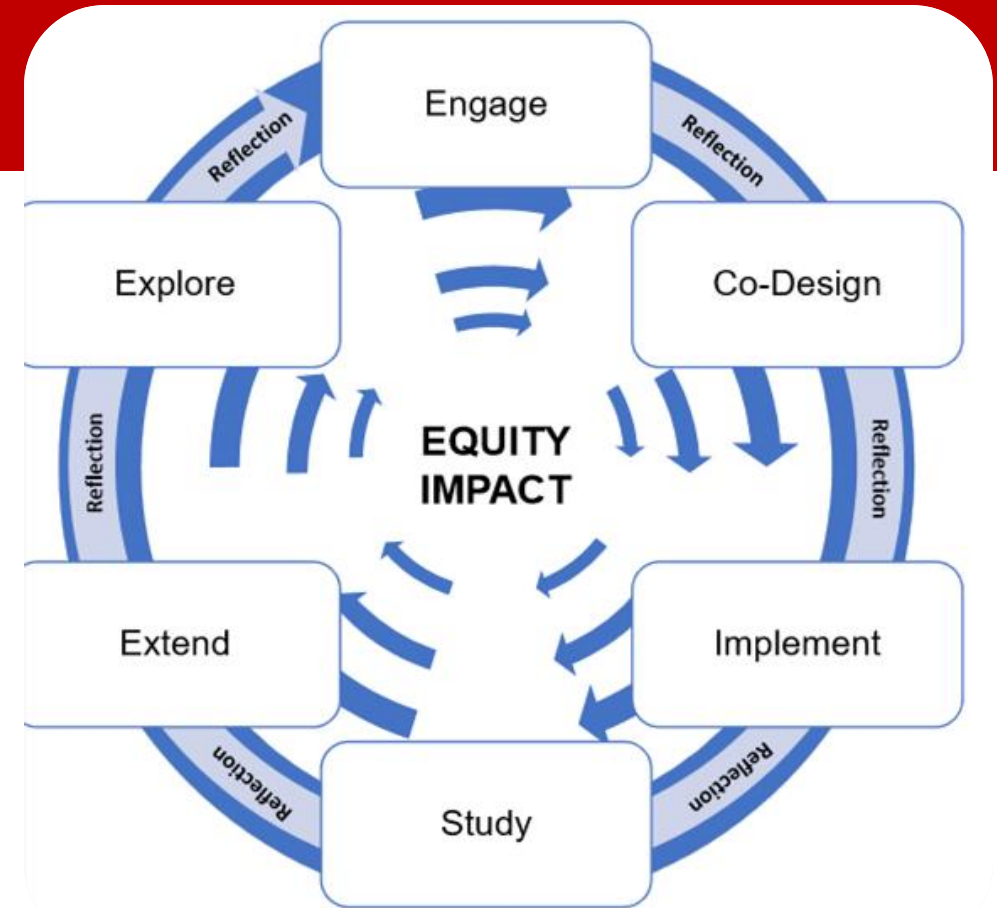 Engage
Reflection
Reflection
Explore
Co-Design
EQUITY
IMPACT
Reflection
Reflection
Extend
Implement
Reflection
Reflection
Study